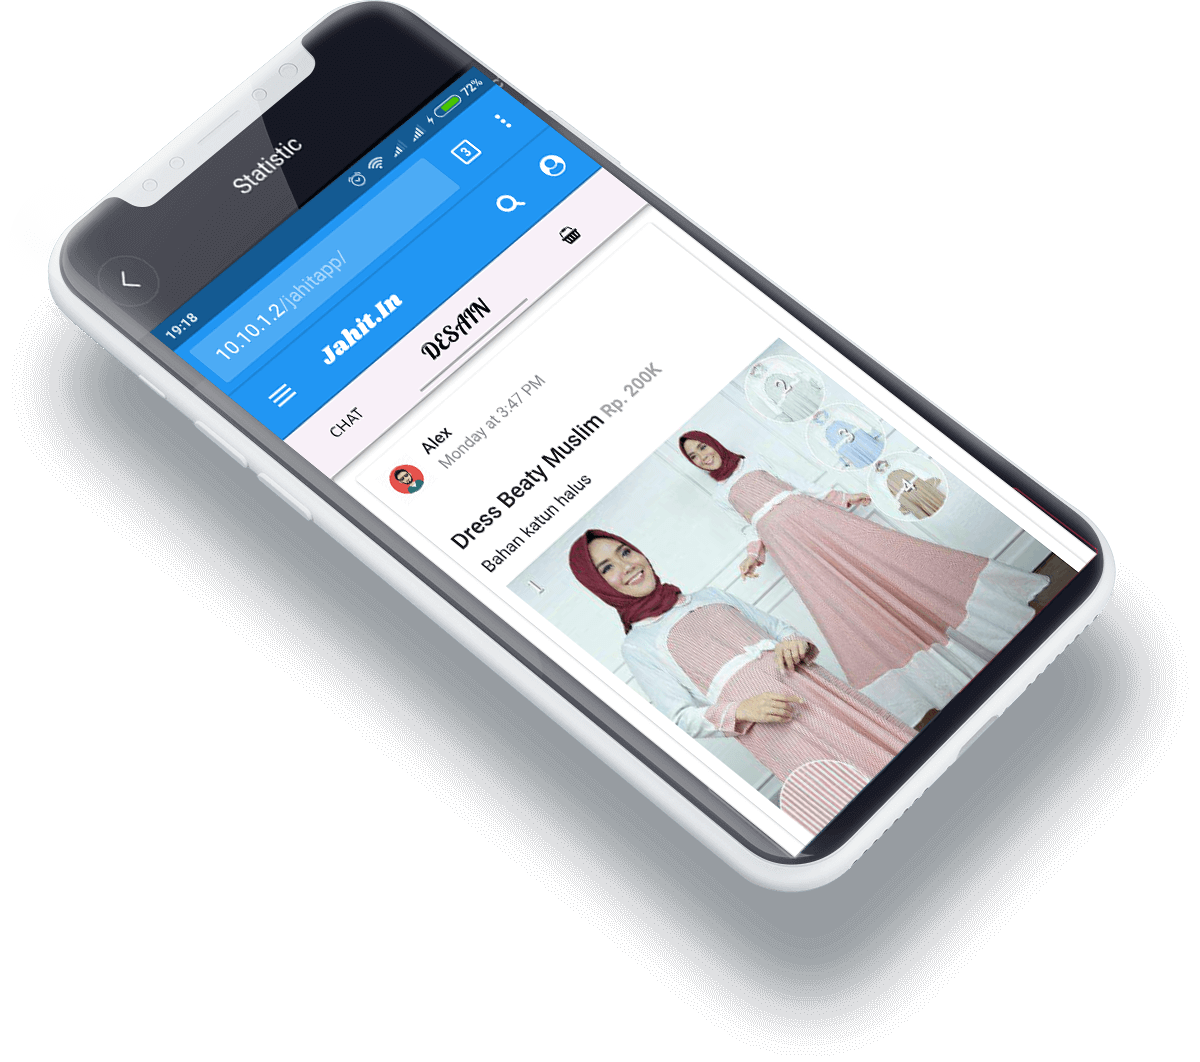 Statistic
19:18
72%
10.10.1.2/jahitapp/
3
Jahit.In
CHAT
DESAIN
Alex
Monday at 3:47 PM
Dress Beaty Muslim Rp. 200K
Bahan katun halus
1
2
3
4